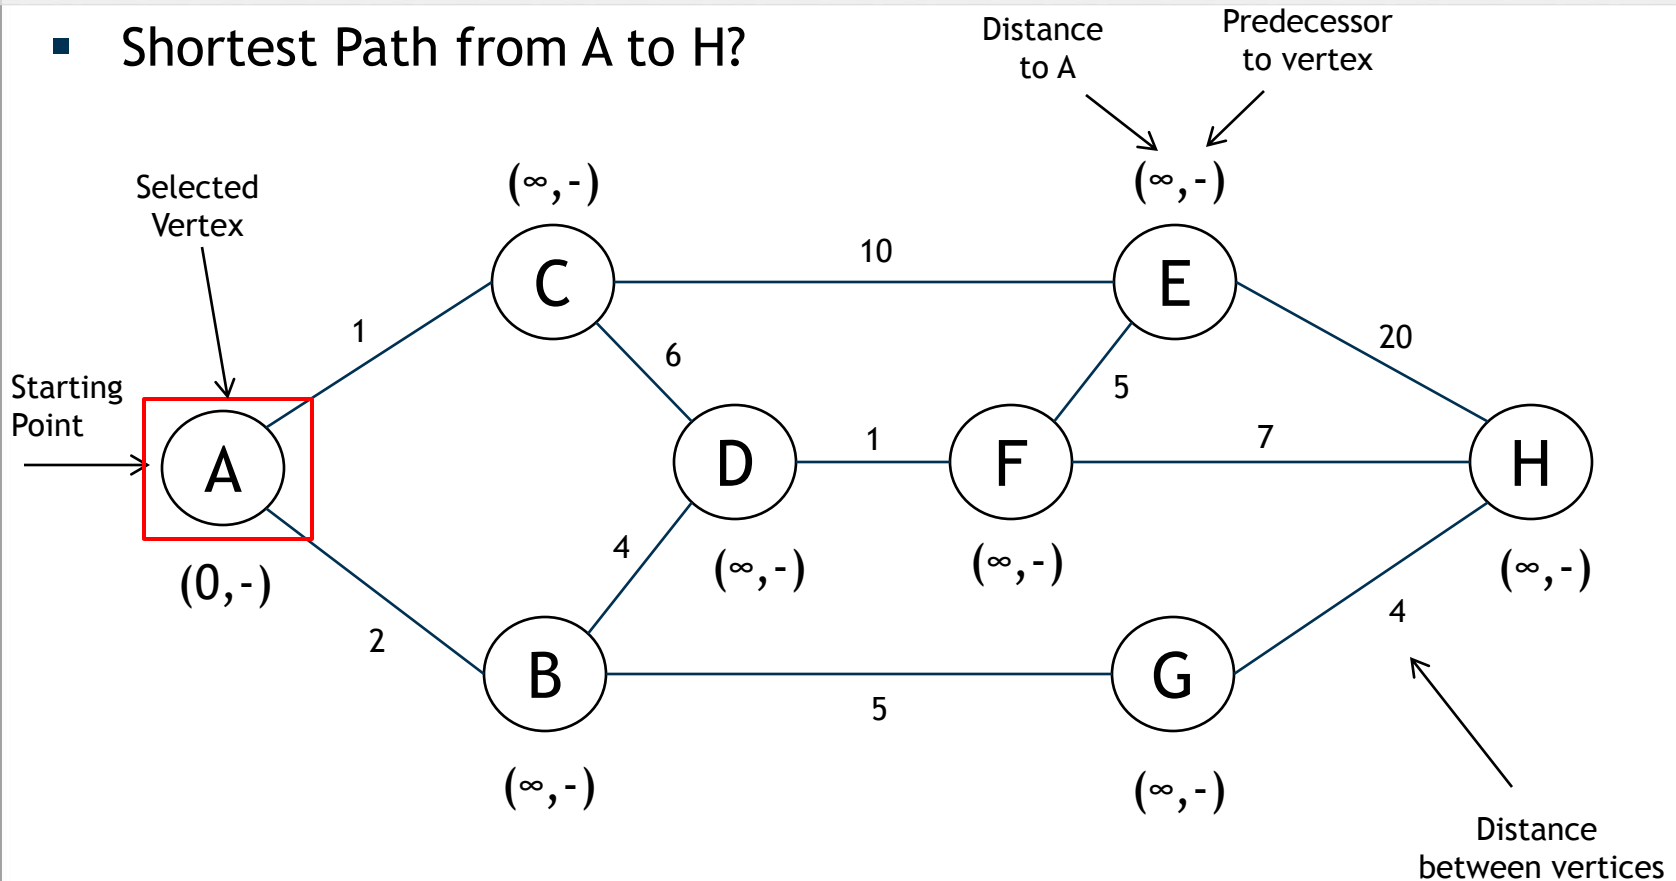 ▪ Shortest Path from A to H?
Distance
to A
Predecessor
to vertex
Selected
Vertex
(∞,-)
(∞,-)
C
10
E
1
6
20
5
Starting
Point
A
D
1
F
7
H
(0,-)
4
(∞,-)
(∞,-)
(∞,-)
2
4
B
5
G
(∞,-)
(∞,-)
Distance
between vertices